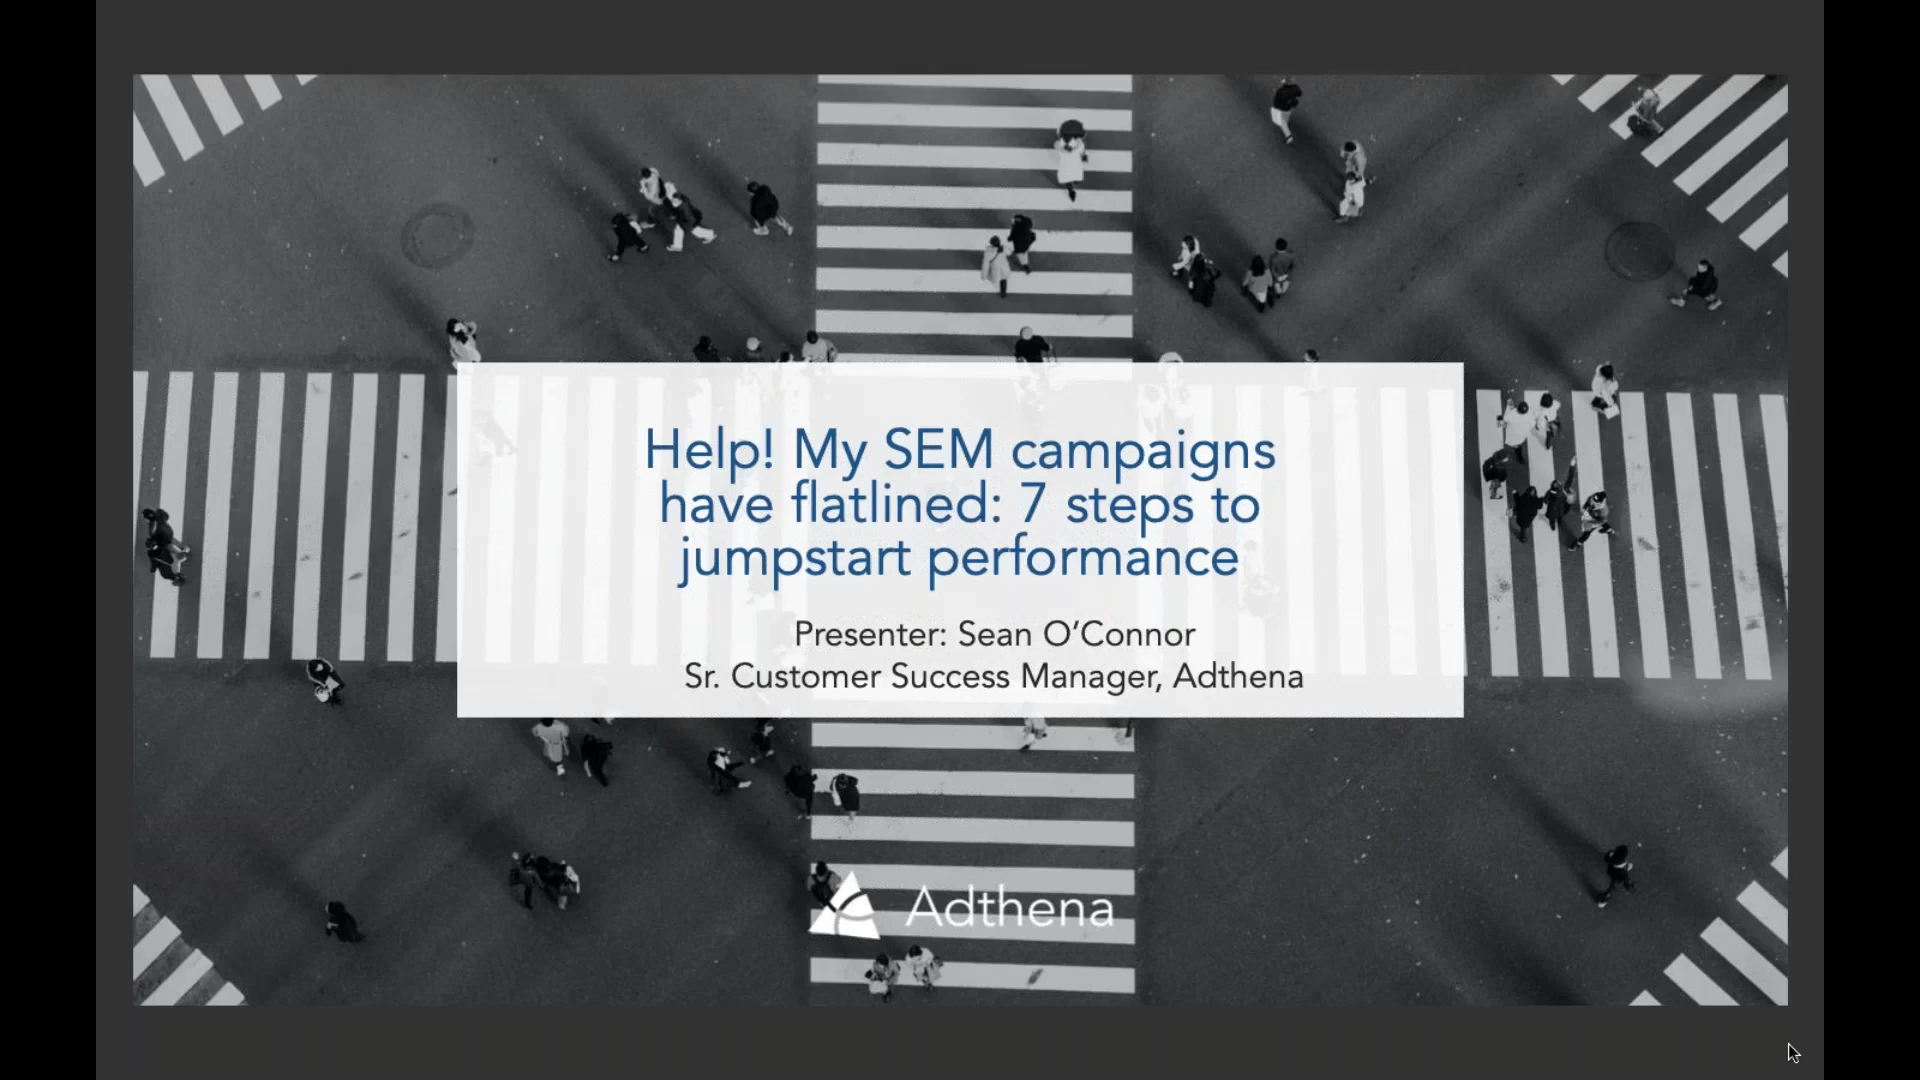 Help! My SEM campaigns
have flatlined: 7 steps to
jumpstart performance
Presenter: Sean O’Connor
Sr. Customer Success Manager, Adthena
Adthena